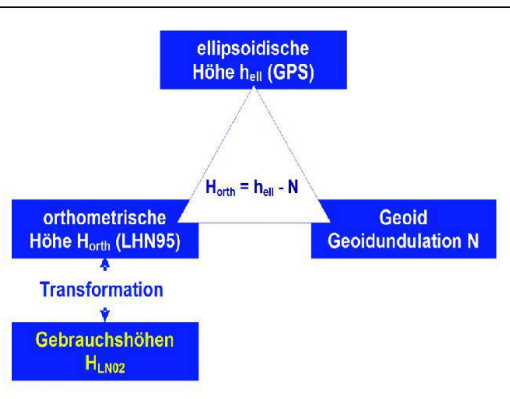 ellipsoidische
Höhe hell (GPS)
Horth = hell - N
orthometrische
Höhe Horth (LHN95)
Geoid
Geoidundulation N
Transformation
Gebrauchshöhen
HLN02